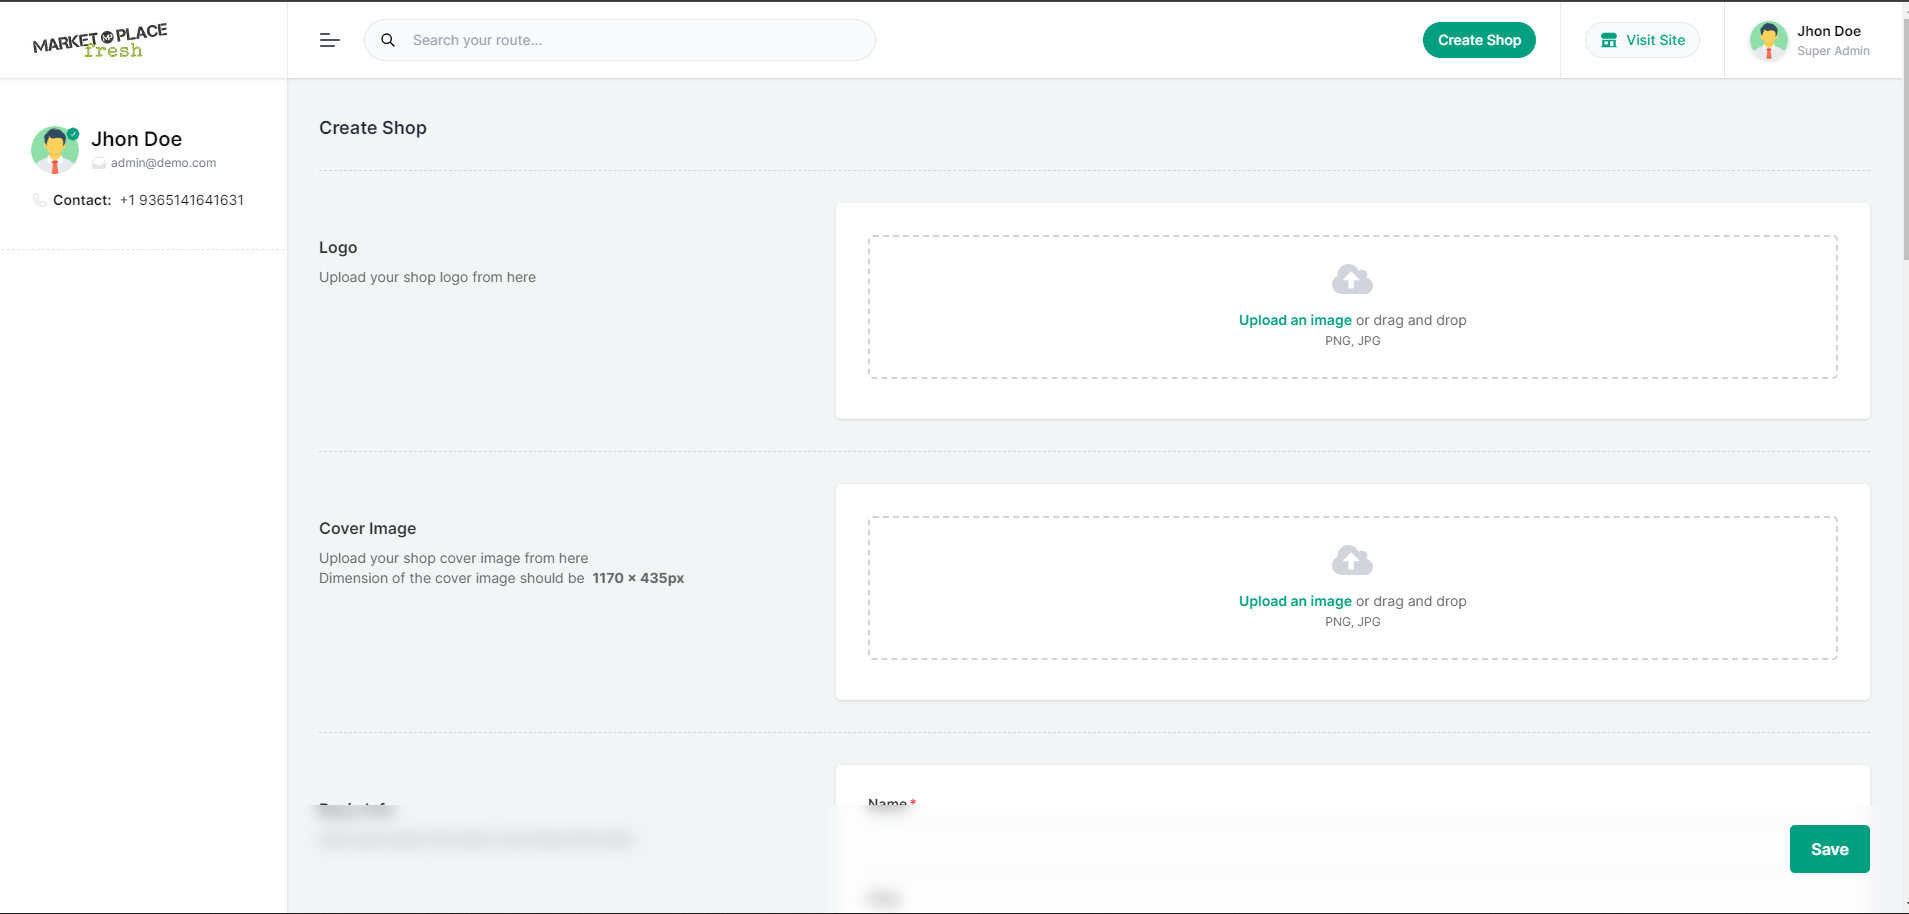 MARKET MP PLACE
fresh
Search your route...
Create Shop
Visit Site
Jhon Doe
Super Admin
Jhon Doe
admin@demo.com
Contact: +1 9365141641631
Create Shop
Logo
Upload your shop logo from here
Upload an image or drag and drop
PNG, JPG
Cover Image
Upload your shop cover image from here
Dimension of the cover image should be 1170 × 435px
Upload an image or drag and drop
PNG, JPG
Name *
Save